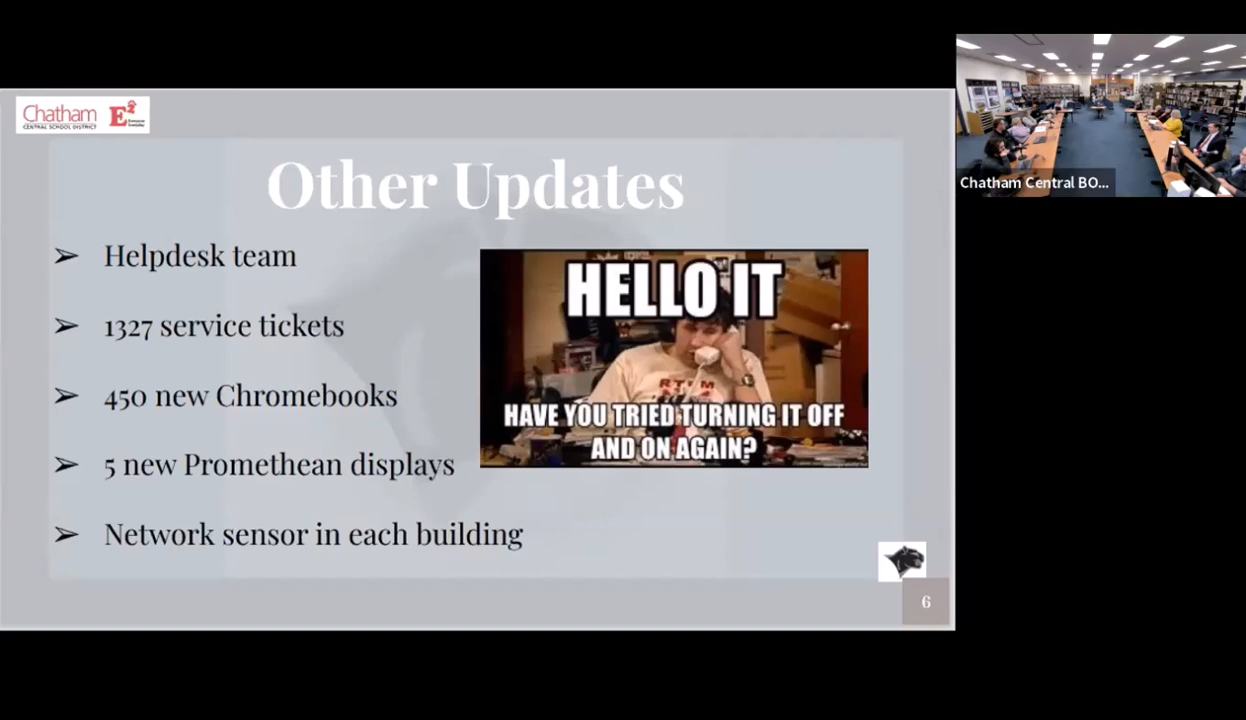 Chatham
CENTRAL SCHOOL DISTRICT
E²
Other Updates
➢ Helpdesk team
➢ 1327 service tickets
➢ 450 new Chromebooks
➢ 5 new Promethean displays
➢ Network sensor in each building
HELLO IT
RTFM
HAVE YOU TRIED TURNING IT OFF
AND ON AGAIN?
6
Chatham Central BO...